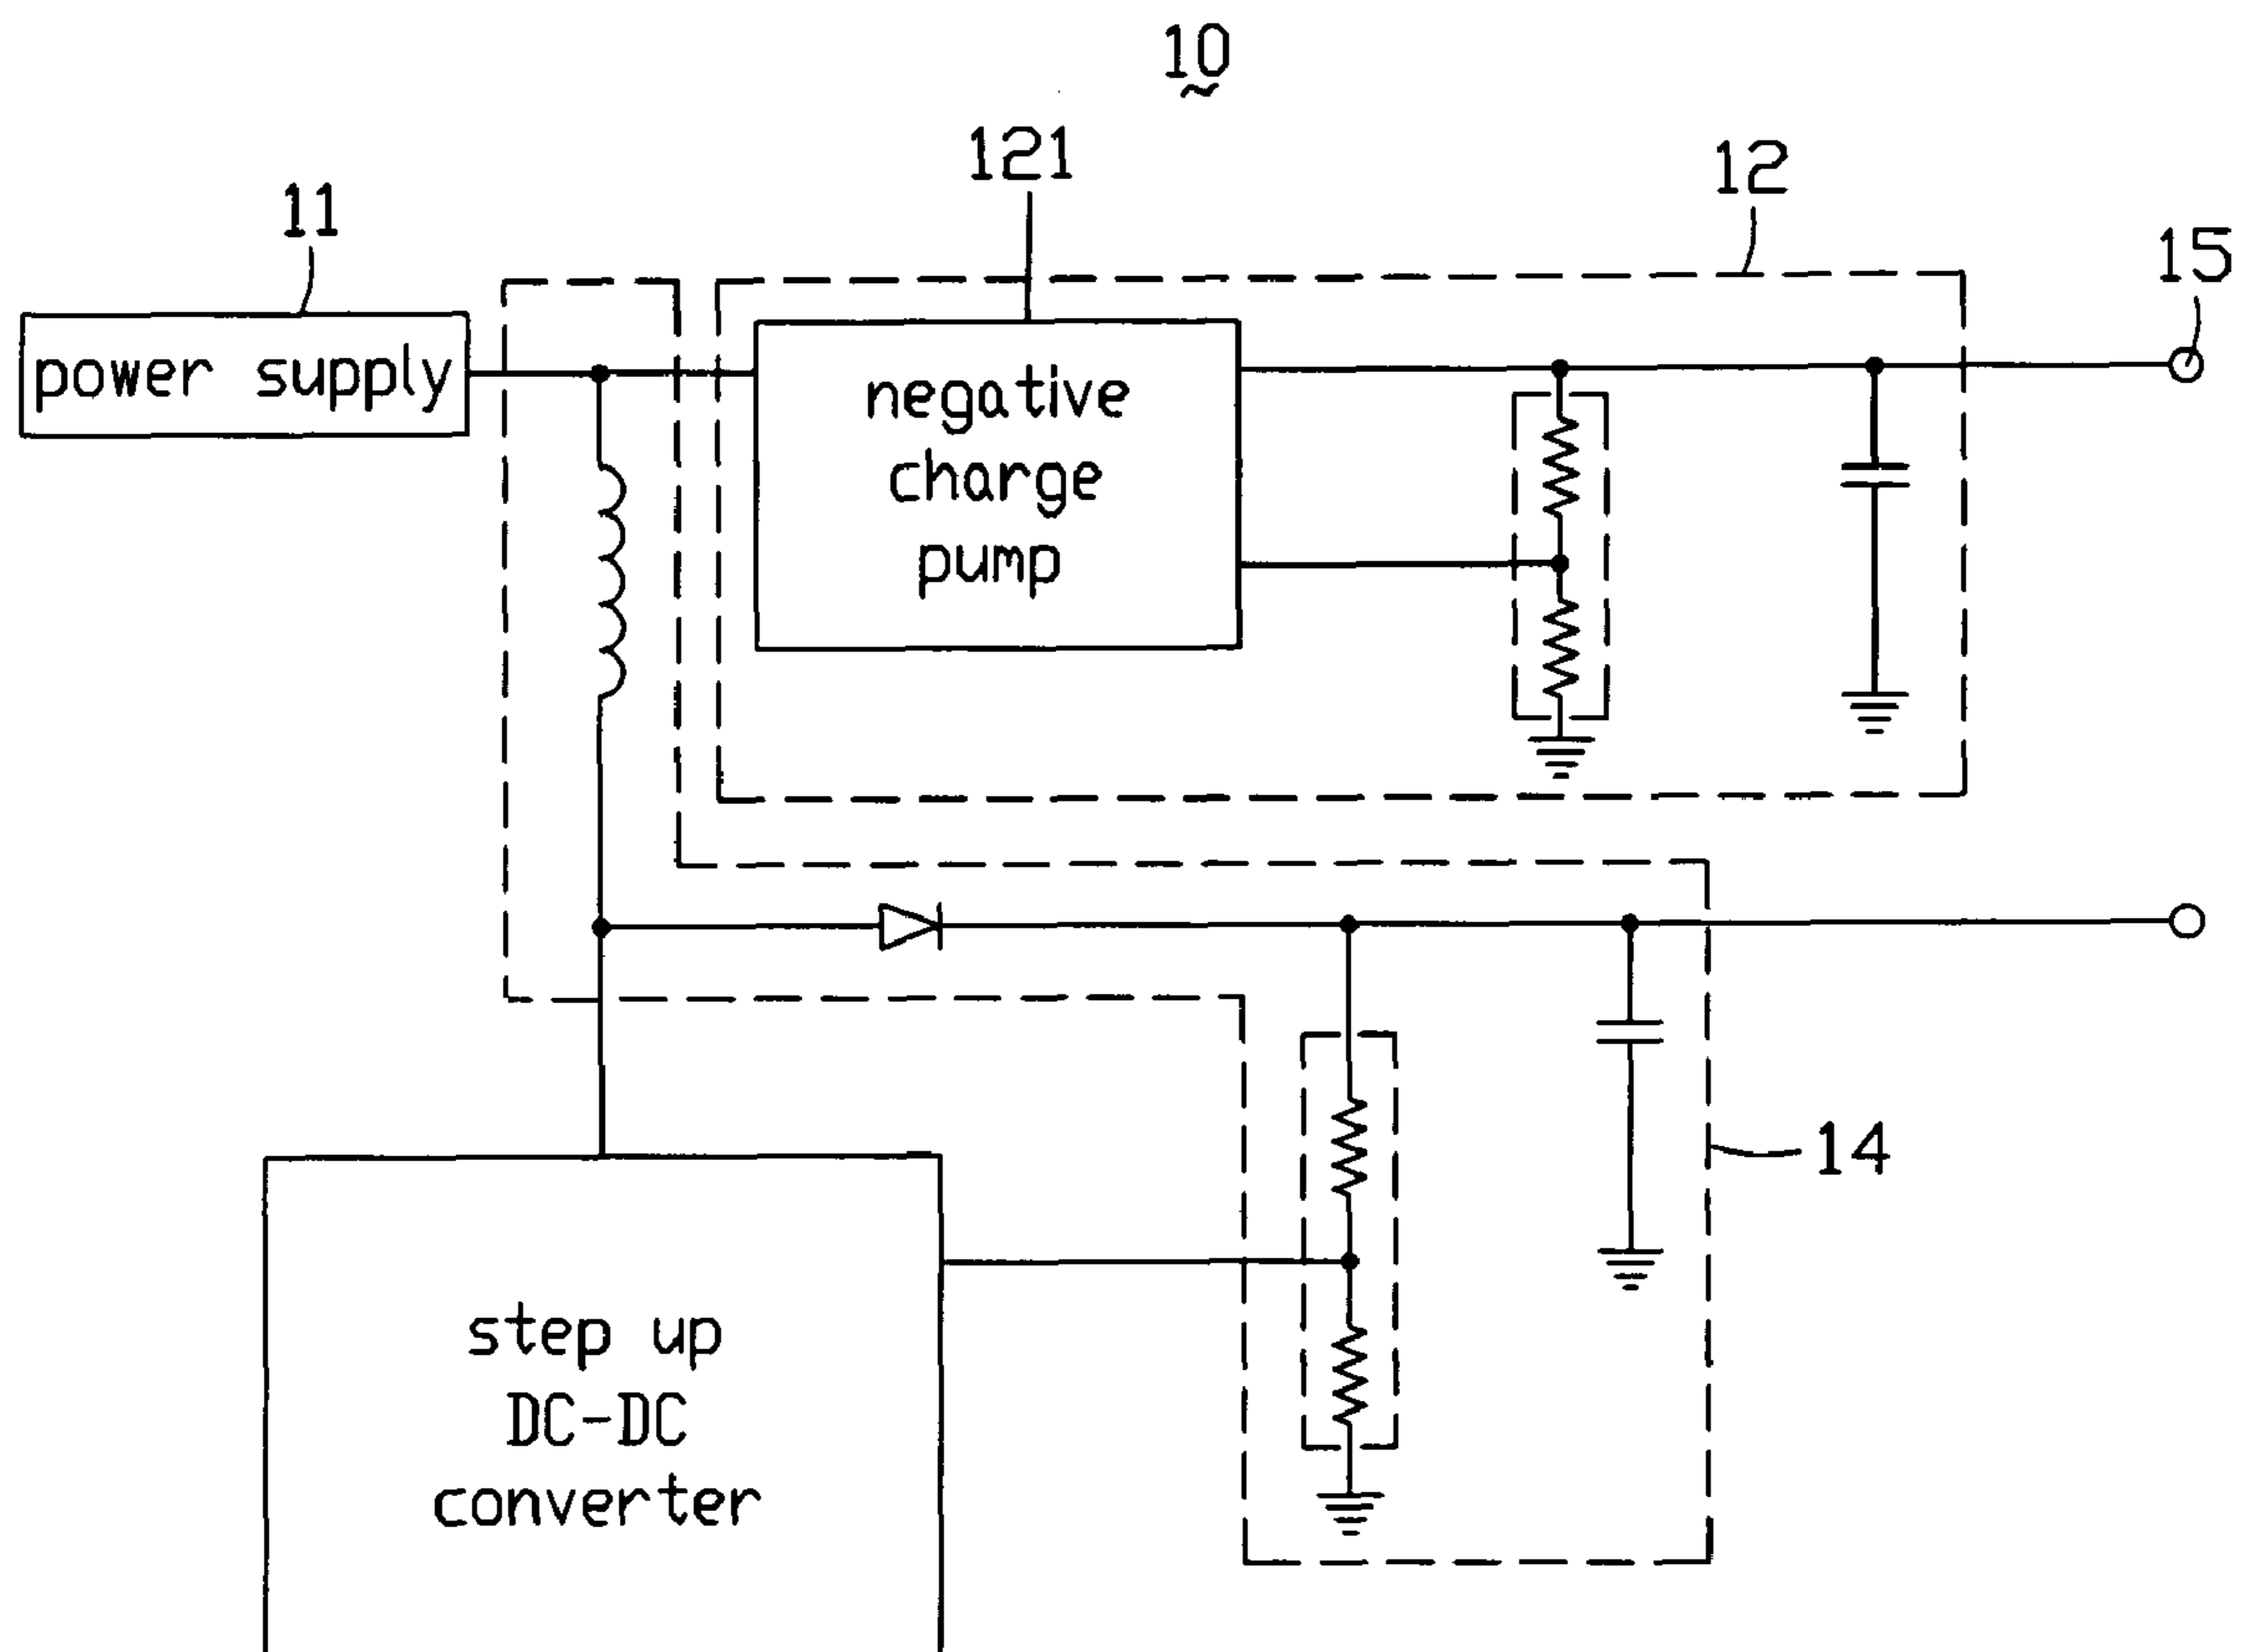 10
121
12
11
15
power supply
negative
charge
pump
14
step up
DC-DC
converter